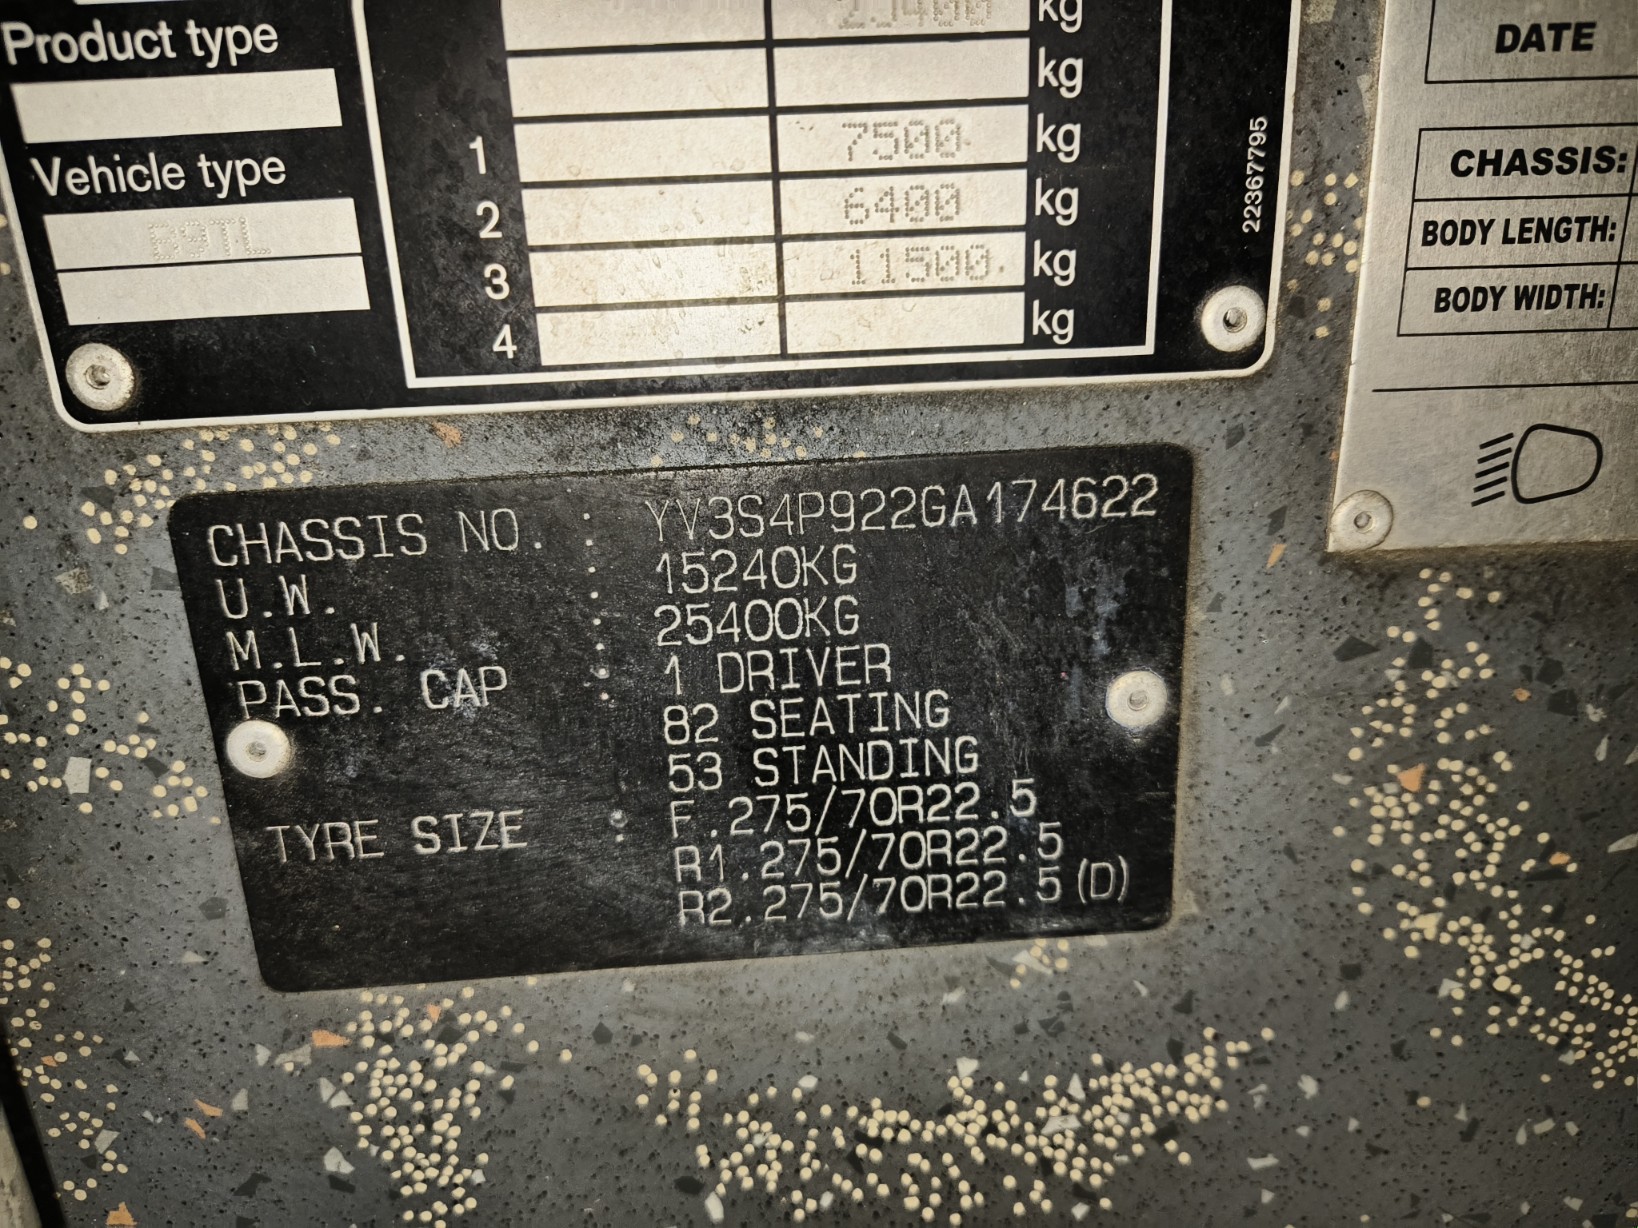 Product type
kg
kg
1 7500 kg
Vehicle type
2 6400 kg
B9TL
3 11500 kg
4 kg
22367795
DATE
CHASSIS:
BODY LENGTH:
BODY WIDTH:
CHASSIS NO. : YV3S4P922GA174622
U.W. : 15240KG
M.L.W. : 25400KG
PASS. CAP : 1 DRIVER
82 SEATING
53 STANDING
TYRE SIZE : F.275/70R22.5
R1.275/70R22.5
R2.275/70R22.5(D)